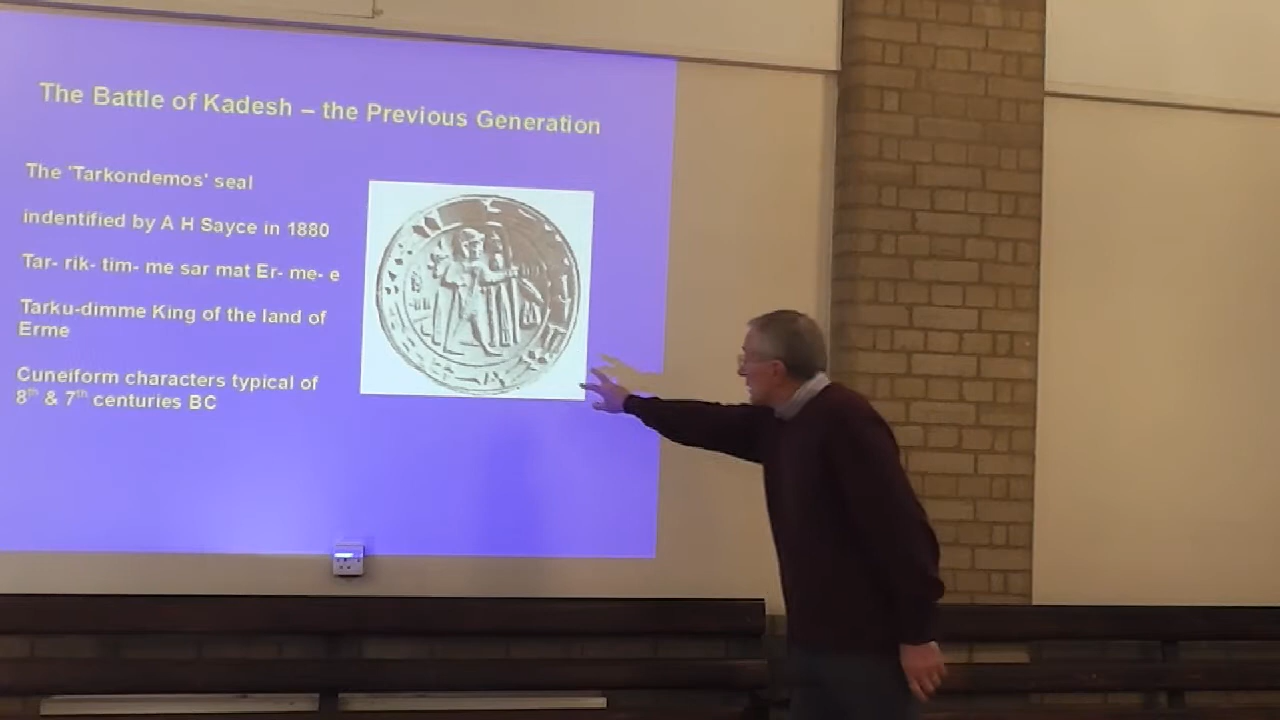 The Battle of Kadesh – the Previous Generation
The 'Tarkondemos' seal
indentified by A H Sayce in 1880
Tar- rik- tim- me sar mat Er- me- e
Tarku-dimme King of the land of
Erme
Cuneiform characters typical of
8th & 7th centuries BC